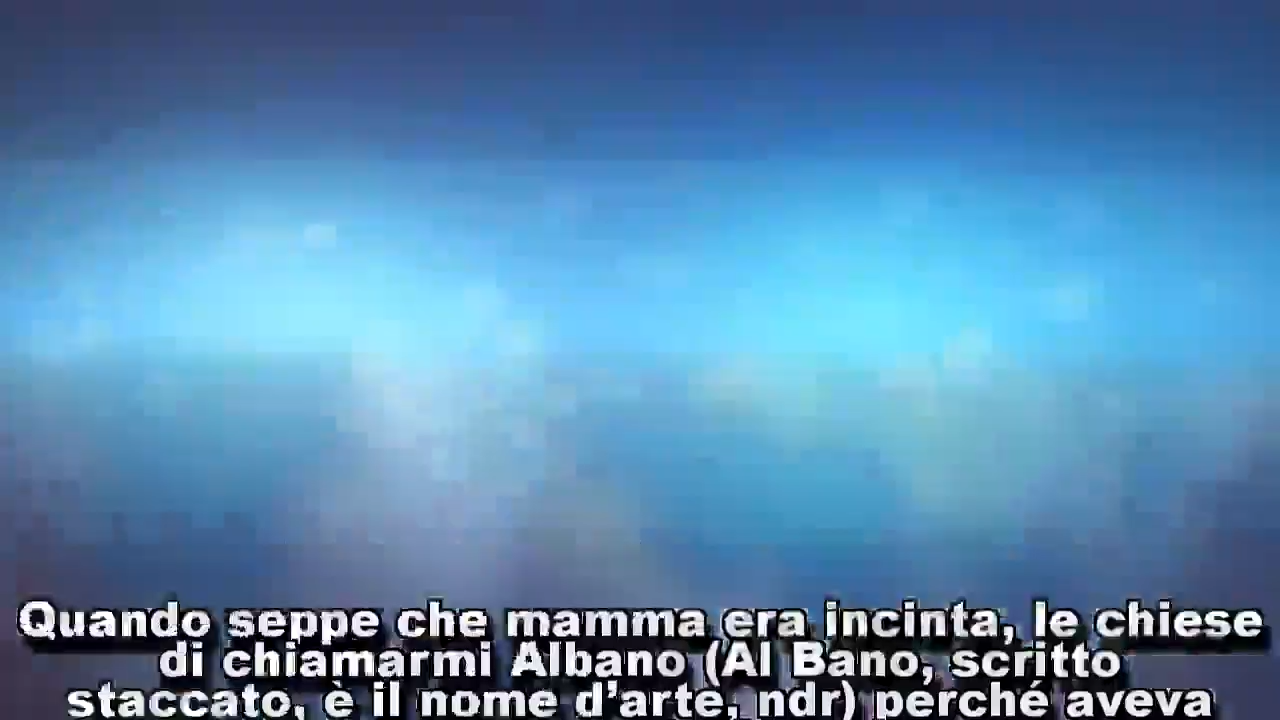 Quando seppe che mamma era incinta, le chiese
di chiamarmi Albano (Al Bano, scritto
staccato, è il nome d’arte, ndr) perché aveva